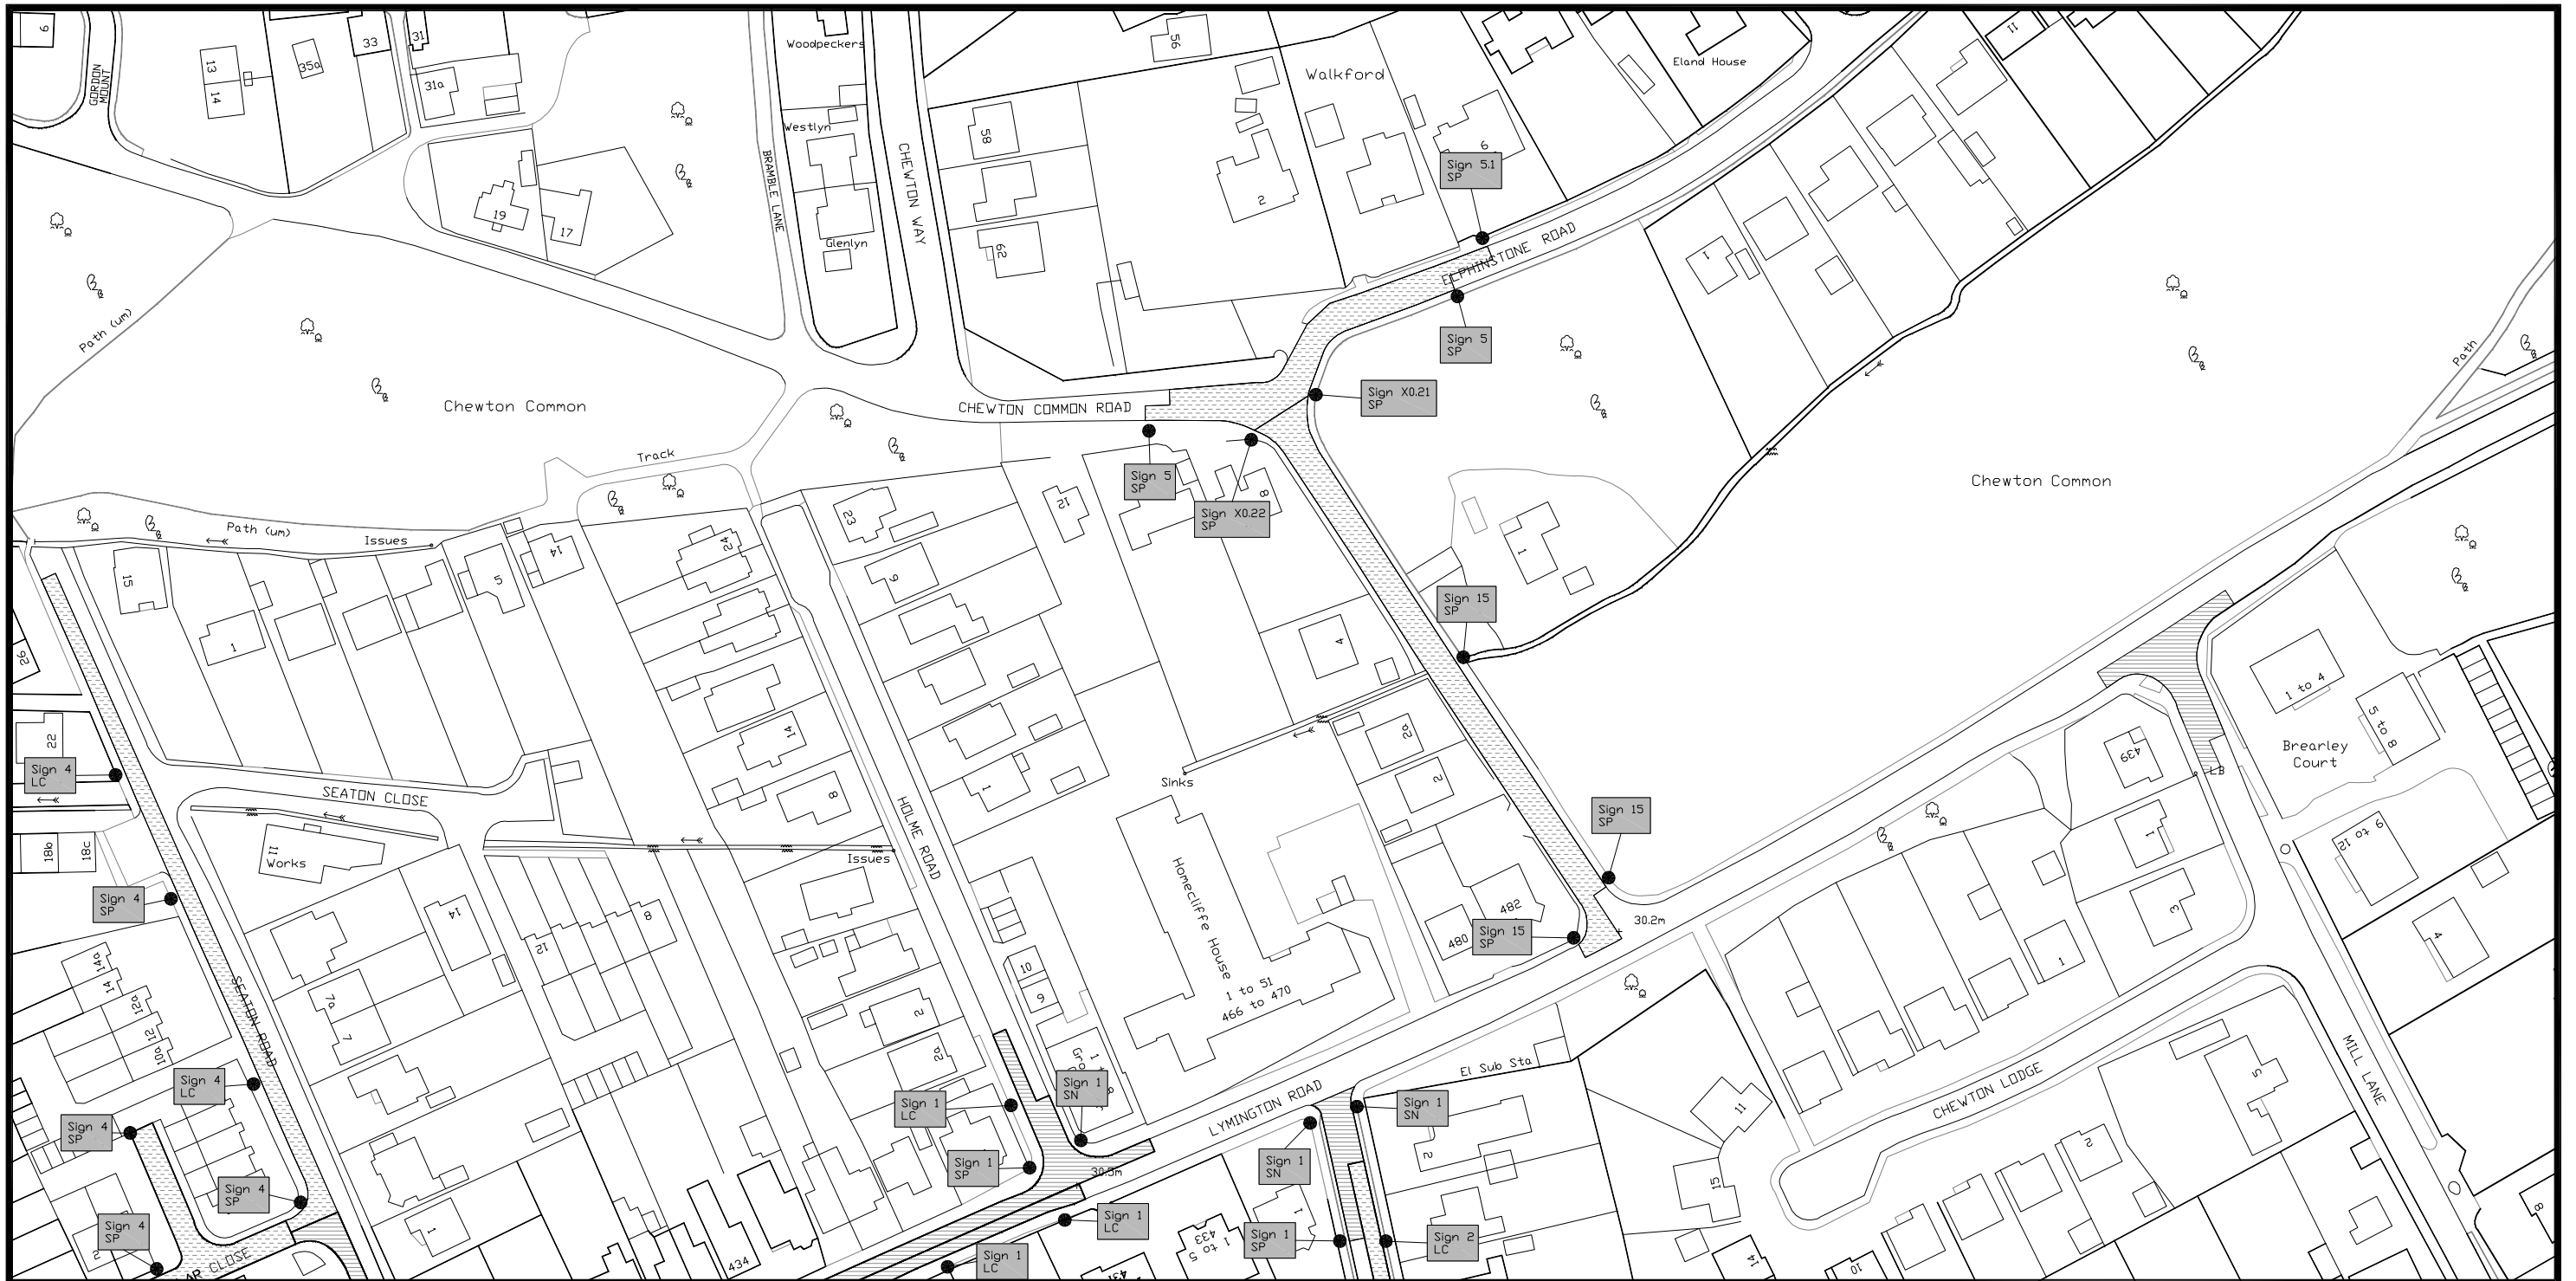 9
GORDON
MOUNT
13
14
35a
33
31
31a
19
17
BRAMBLE LANE
Woodpeckers
Westlyn
Glenlyn
CHEWTON WAY
56
58
62
2
Walkford
6
Sign 5.1
SP
Eland House
11
ELPHINSTONE ROAD
Sign 5
SP
1
Path (um)
Chewton Common
CHEWTON COMMON ROAD
Sign X0.21
SP
Sign 5
SP
Sign X0.22
SP
8
12
Track
Path (um)
Issues
Path
Chewton Common
15
1
5
14
24
23
9
1
Sign 15
SP
4
26
22
Sign 4
LC
SEATON CLOSE
14
8
1
Sinks
2a
2
1 to 4
5 to 8
Brearley
Court
439
LB
18b
18c
11
Works
Issues
HOLME ROAD
Homecliffe House
1 to 51
466 to 470
Sign 15
SP
482
480
Sign 15
SP
30.2m
1
3
9 to 12
4
Sign 4
SP
14
12
8
7a
7
14a
14
12a
12
10a
SEATON ROAD
10
9
2
2a
1
Sign 4
LC
Sign 4
SP
Sign 4
SP
Sign 4
SP
2
1
434
Sign 1
LC
Sign 1
SP
Sign 1
SN
30.5m
Sign 1
LC
Sign 1
LC
LYMINGTON ROAD
El Sub Sta
Sign 1
SN
Sign 1
SN
Sign 1
SP
Sign 2
LC
2
1
1 to 5
433
11
15
14
10
CHEWTON LODGE
2
5
MILL LANE
8